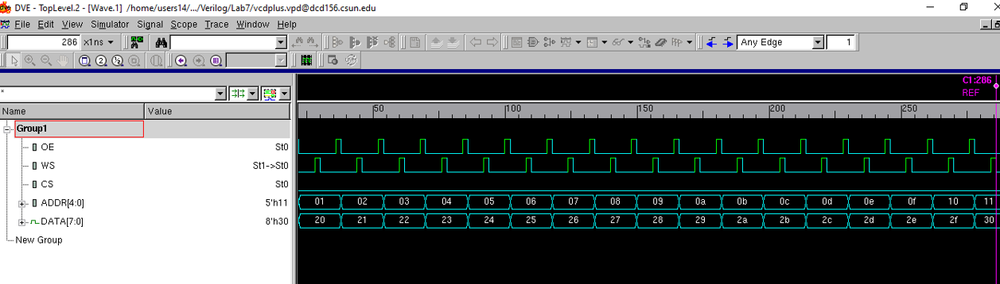 DVE - TopLevel.2 - [Wave.1] /home/users14/.../Verilog/Lab7/vcdplus.vpd@dcd156.csun.edu
File Edit View Simulator Signal Scope Trace Window Help
286 x1ns Any Edge 1
C1:286
REF
*
Name Value 50 100 150 200 250
Group1
OE St0
WS St1->St0
CS St0
ADDR[4:0] 5'h11 01 02 03 04 05 06 07 08 09 0a 0b 0c 0d 0e 0f 10 11
DATA[7:0] 8'h30 20 21 22 23 24 25 26 27 28 29 2a 2b 2c 2d 2e 2f 30
New Group